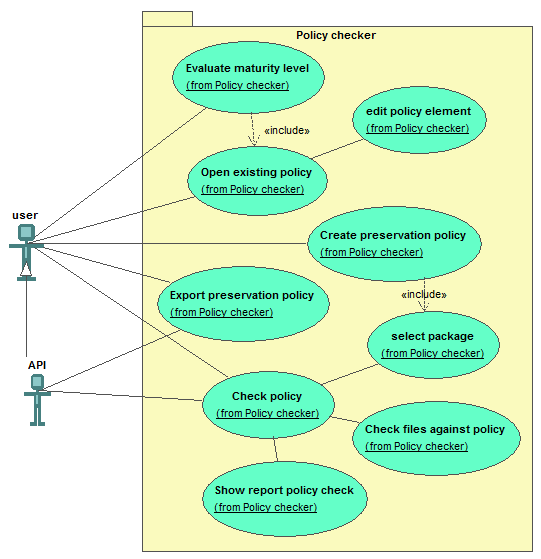 Policy checker
Evaluate maturity level
(from Policy checker)
edit policy element
(from Policy checker)
«include»
Open existing policy
(from Policy checker)
user
Create preservation policy
(from Policy checker)
Export preservation policy
(from Policy checker)
«include»
select package
(from Policy checker)
API
Check policy
(from Policy checker)
Check files against policy
(from Policy checker)
Show report policy check
(from Policy checker)